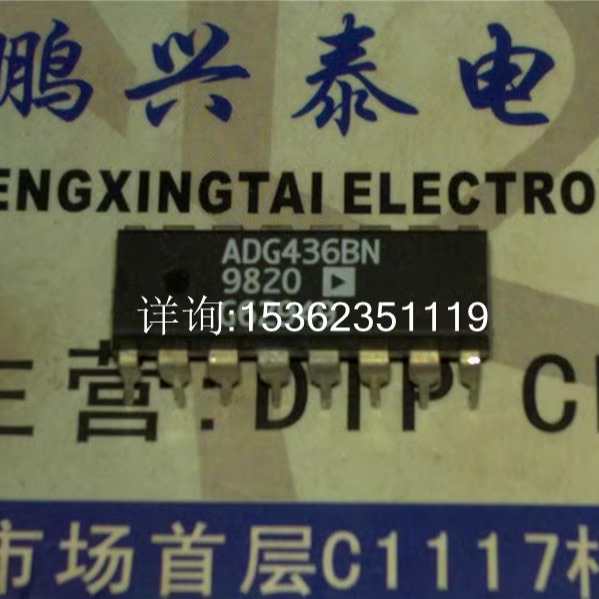 鹏兴泰电
ENGXINGTAI ELECTRO
ADG436BN
9820
详询:15362351119
主营:DIP
市场首层C1117